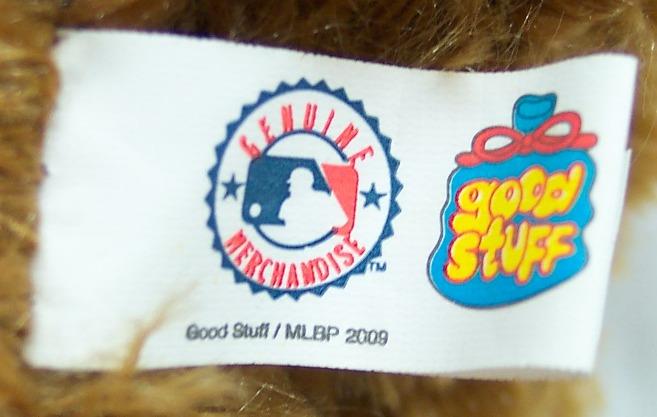 GENUINE
MERCHANDISE
TM
good
stuff
Good Stuff / MLBP 2009